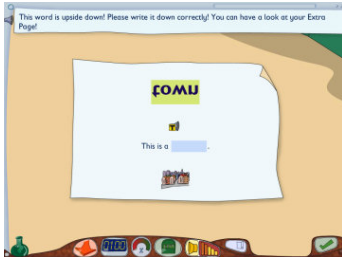 This word is upside down! Please write it down correctly! You can have a look at your Extra
Page!
town
This is a .